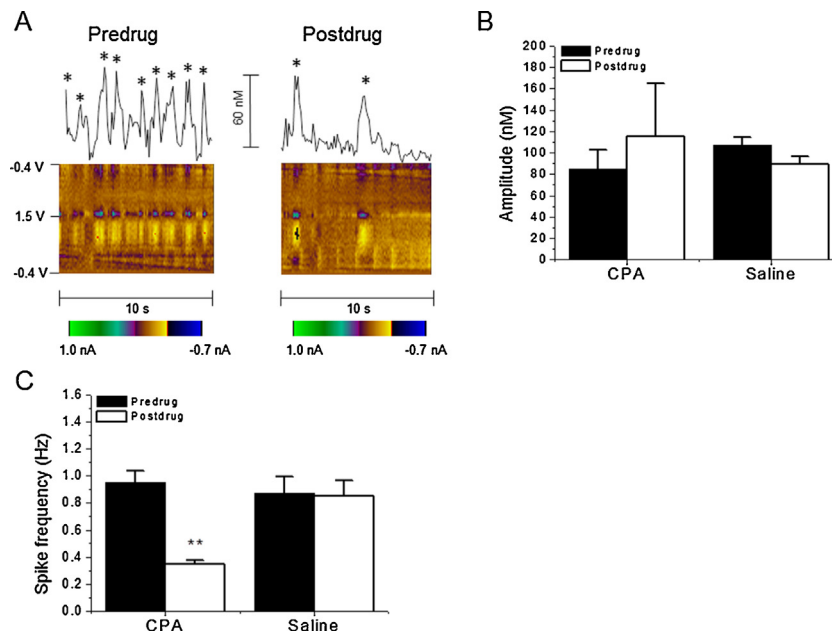 A
Predrug
Postdrug
* * * * * * * * *
* *
60 nM
-0.4 V
1.5 V
-0.4 V
10 s
10 s
1.0 nA -0.7 nA
1.0 nA -0.7 nA
B
Predrug
Postdrug
Amplitude (nM)
200
180
160
140
120
100
80
60
40
20
0
CPA Saline
C
Predrug
Postdrug
Spike frequency (Hz)
1.6
1.4
1.2
1.0
0.8
0.6
0.4
0.2
0.0
**
CPA Saline